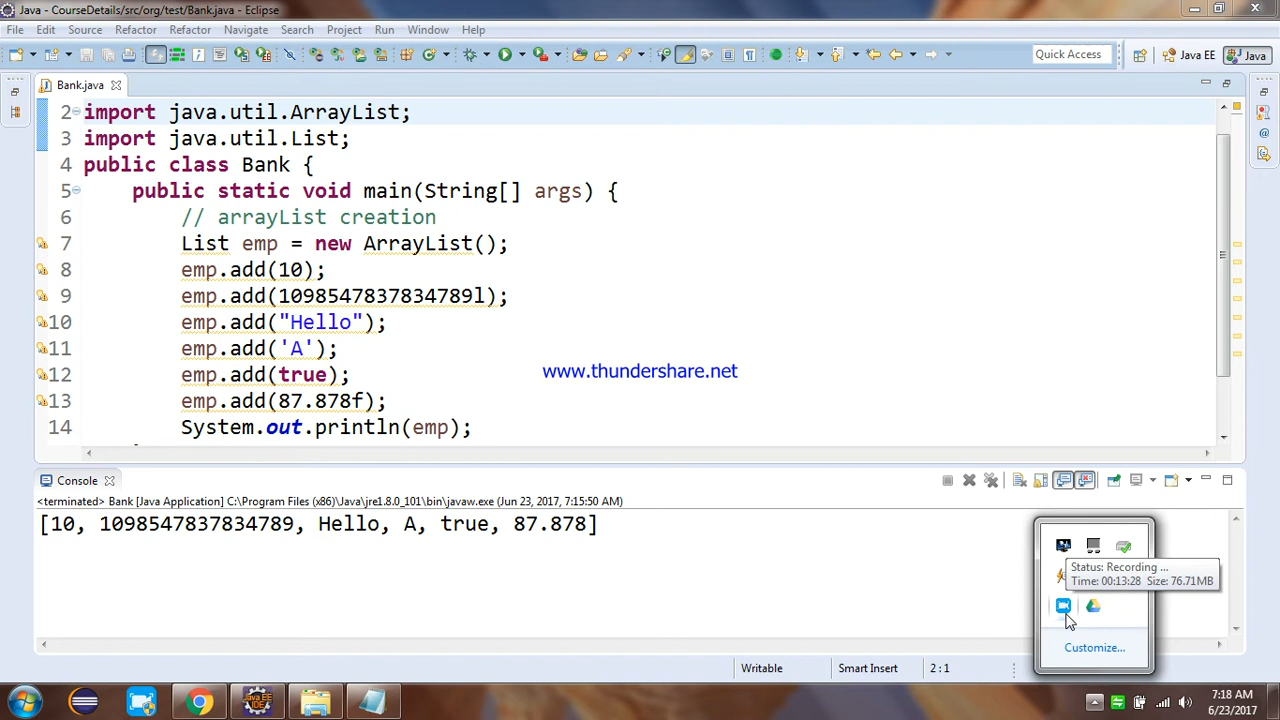 Java - CourseDetails/src/org/test/Bank.java - Eclipse
File Edit Source Refactor Refactor Navigate Search Project Run Window Help
Quick Access
Java EE
Java
Bank.java
2 import java.util.ArrayList;
3 import java.util.List;
4 public class Bank {
5 public static void main(String[] args) {
6 // arrayList creation
7 List emp = new ArrayList();
8 emp.add(10);
9 emp.add(1098547837834789l);
10 emp.add("Hello");
11 emp.add('A');
12 emp.add(true);
13 emp.add(87.878f);
14 System.out.println(emp);
www.thundershare.net
Console
<terminated> Bank [Java Application] C:\Program Files (x86)\Java\jre1.8.0_101\bin\javaw.exe (Jun 23, 2017, 7:15:50 AM)
[10, 1098547837834789, Hello, A, true, 87.878]
Status: Recording ...
Time: 00:13:28 Size: 76.71MB
Customize...
Writable
Smart Insert
2 : 1
7:18 AM
6/23/2017